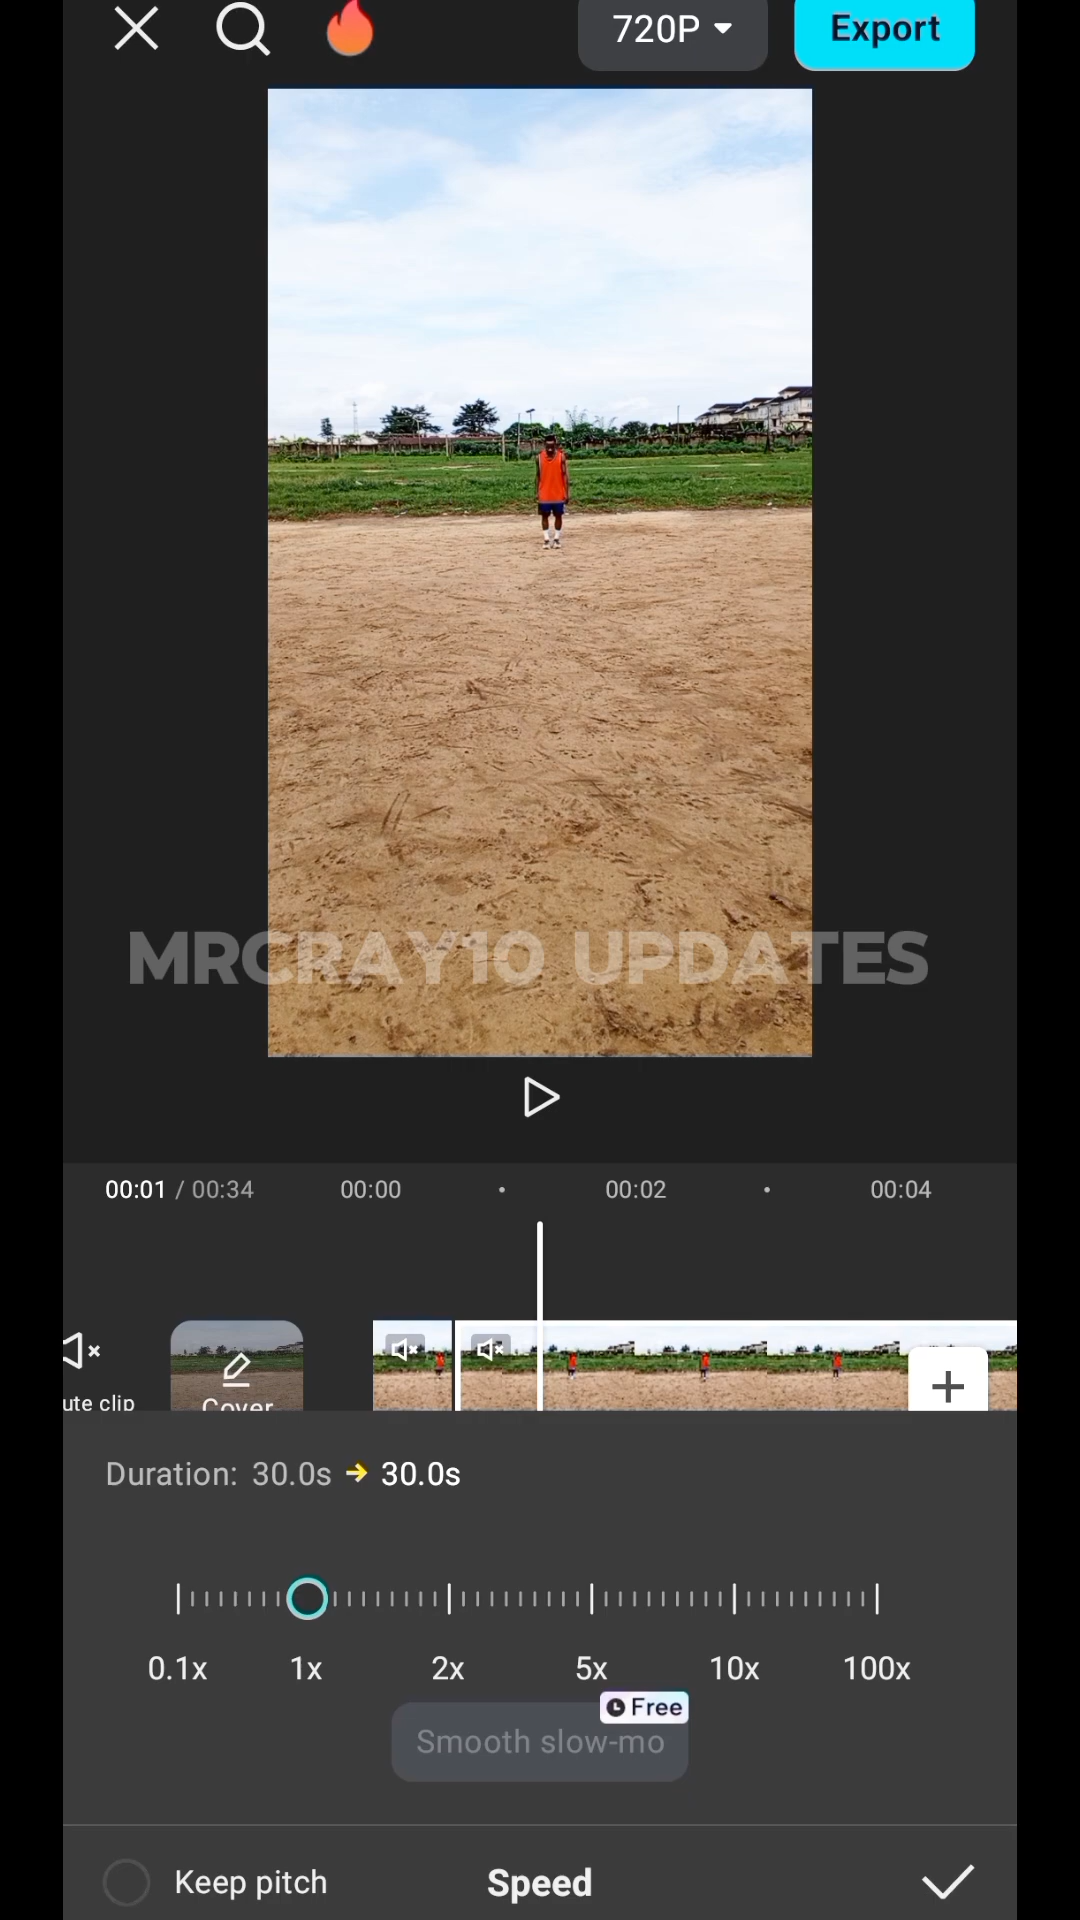 720P
Export
MRCRAY10 UPDATES
00:01 / 00:34
00:00
00:02
00:04
ute clip
Cover
Duration: 30.0s → 30.0s
0.1x
1x
2x
5x
10x
100x
Free
Smooth slow-mo
Keep pitch
Speed